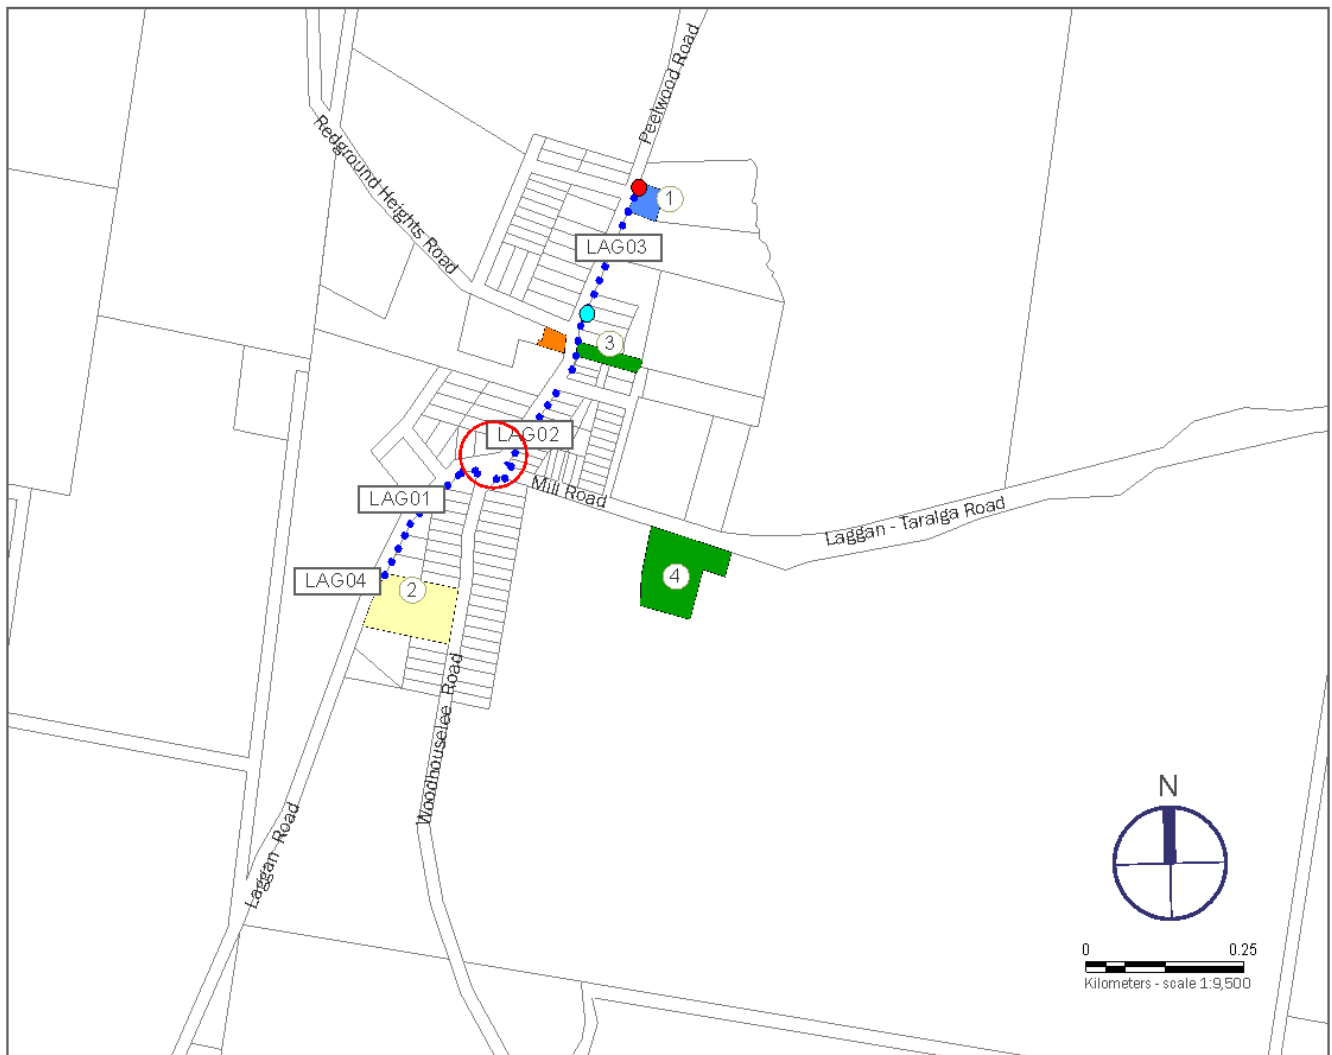 Peelwood Road
Redground Heights Road
1
LAG03
3
LAG02
Mill Road
LAG01
Laggan - Taralga Road
LAG04
2
4
Woodhouselee Road
Laggan Road
N
0 0.25
Kilometers - scale 1:9,500